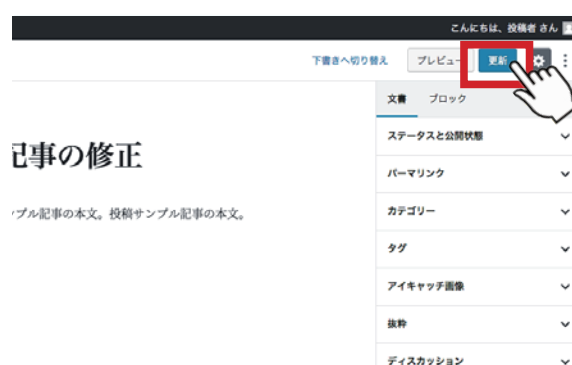 こんにちは、投稿者 さん
下書きへ切り替え プレビュー 更新
文書 ブロック
ステータスと公開状態
記事の修正
パーマリンク
ンプル記事の本文。投稿サンプル記事の本文。
カテゴリー
タグ
アイキャッチ画像
抜粋
ディスカッション